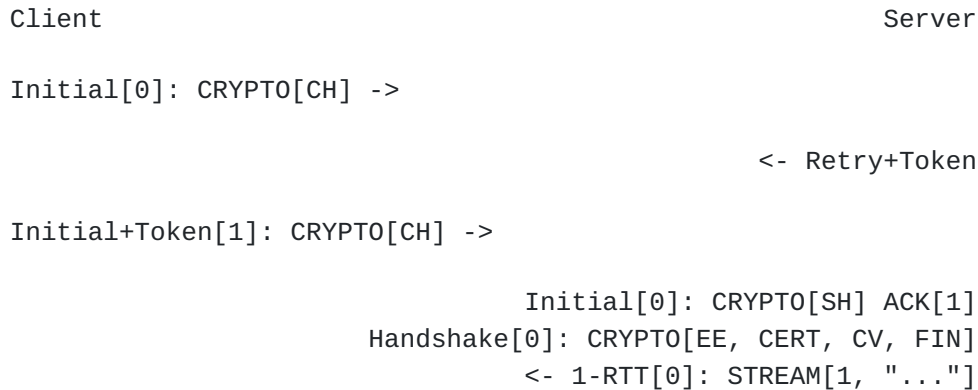 Client Server
Initial[0]: CRYPTO[CH] ->
<- Retry+Token
Initial+Token[1]: CRYPTO[CH] ->
Initial[0]: CRYPTO[SH] ACK[1]
Handshake[0]: CRYPTO[EE, CERT, CV, FIN]
<- 1-RTT[0]: STREAM[1, "..."]